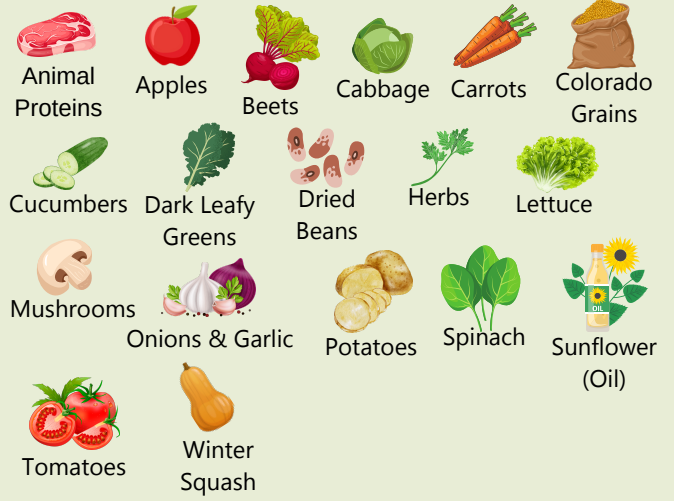 Animal
Proteins
Apples
Beets
Cabbage
Carrots
Colorado
Grains
Cucumbers
Dark Leafy
Greens
Dried
Beans
Herbs
Lettuce
Mushrooms
Onions & Garlic
Potatoes
Spinach
OIL
Sunflower
(Oil)
Tomatoes
Winter
Squash